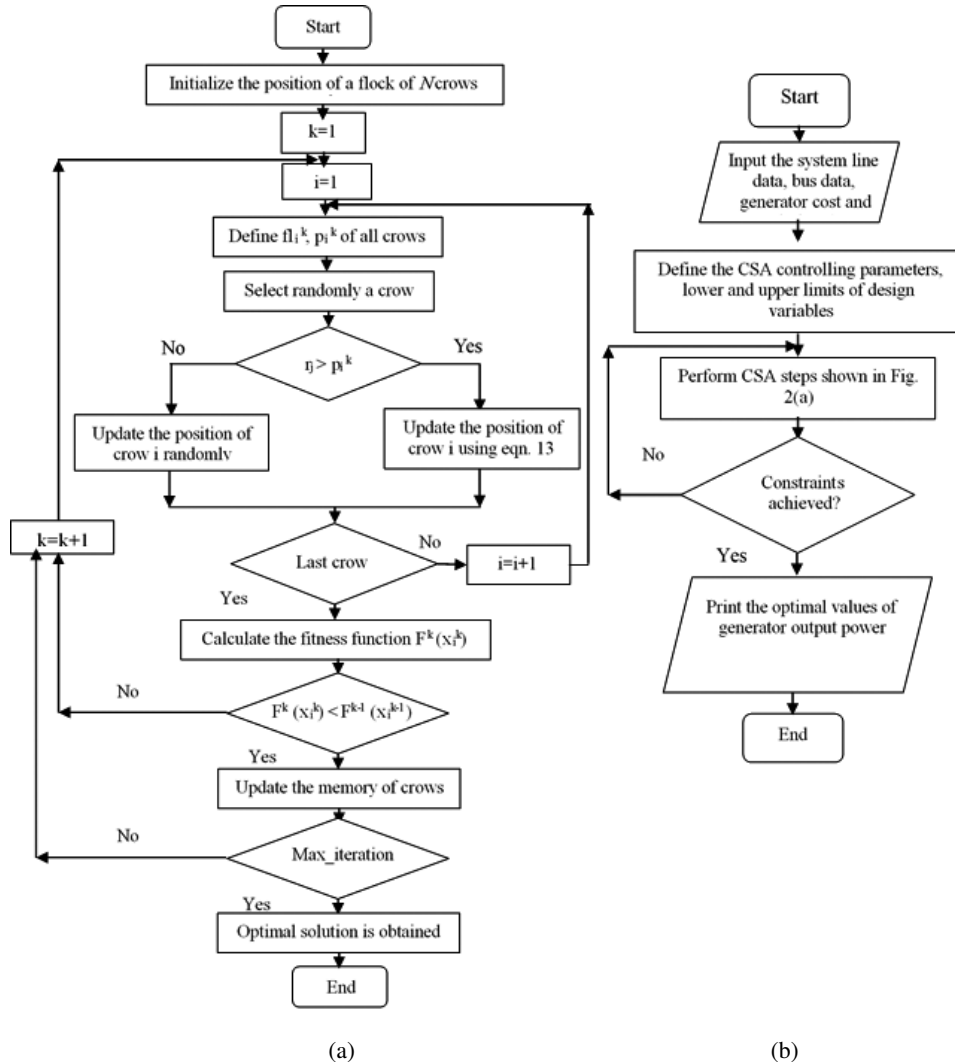 Start
Initialize the position of a flock of N crows
k=1
i=1
Define fl_i^k, p_i^k of all crows
Select randomly a crow
No
r_j > p_i^k
Yes
Update the position of
crow i randomly
Update the position of
crow i using eqn. 13
k=k+1
Last crow
No
i=i+1
Yes
Calculate the fitness function F^k(x_i^k)
No
F^k (x_i^k) < F^k-1 (x_i^k-1)
Yes
Update the memory of crows
No
Max_iteration
Yes
Optimal solution is obtained
End
(a)
Start
Input the system line
data, bus data,
generator cost and
Define the CSA controlling parameters,
lower and upper limits of design
variables
Perform CSA steps shown in Fig.
2(a)
No
Constraints
achieved?
Yes
Print the optimal values of
generator output power
End
(b)